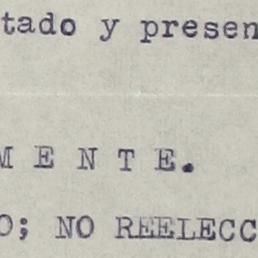 tado y presen
M E N T E.
O; NO REELECC